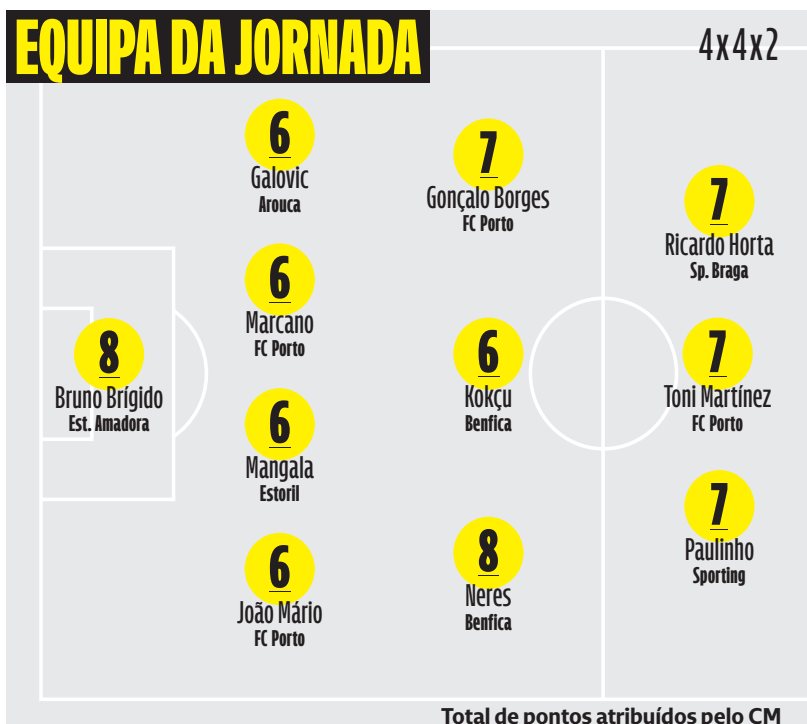 EQUIPA DA JORNADA
4x4x2
8
Bruno Brígido
Est. Amadora
6
Galovic
Arouca
6
Marcano
FC Porto
6
Mangala
Estoril
6
João Mário
FC Porto
7
Gonçalo Borges
FC Porto
6
Kokçu
Benfica
8
Neres
Benfica
7
Ricardo Horta
Sp. Braga
7
Toni Martínez
FC Porto
7
Paulinho
Sporting
Total de pontos atribuídos pelo CM